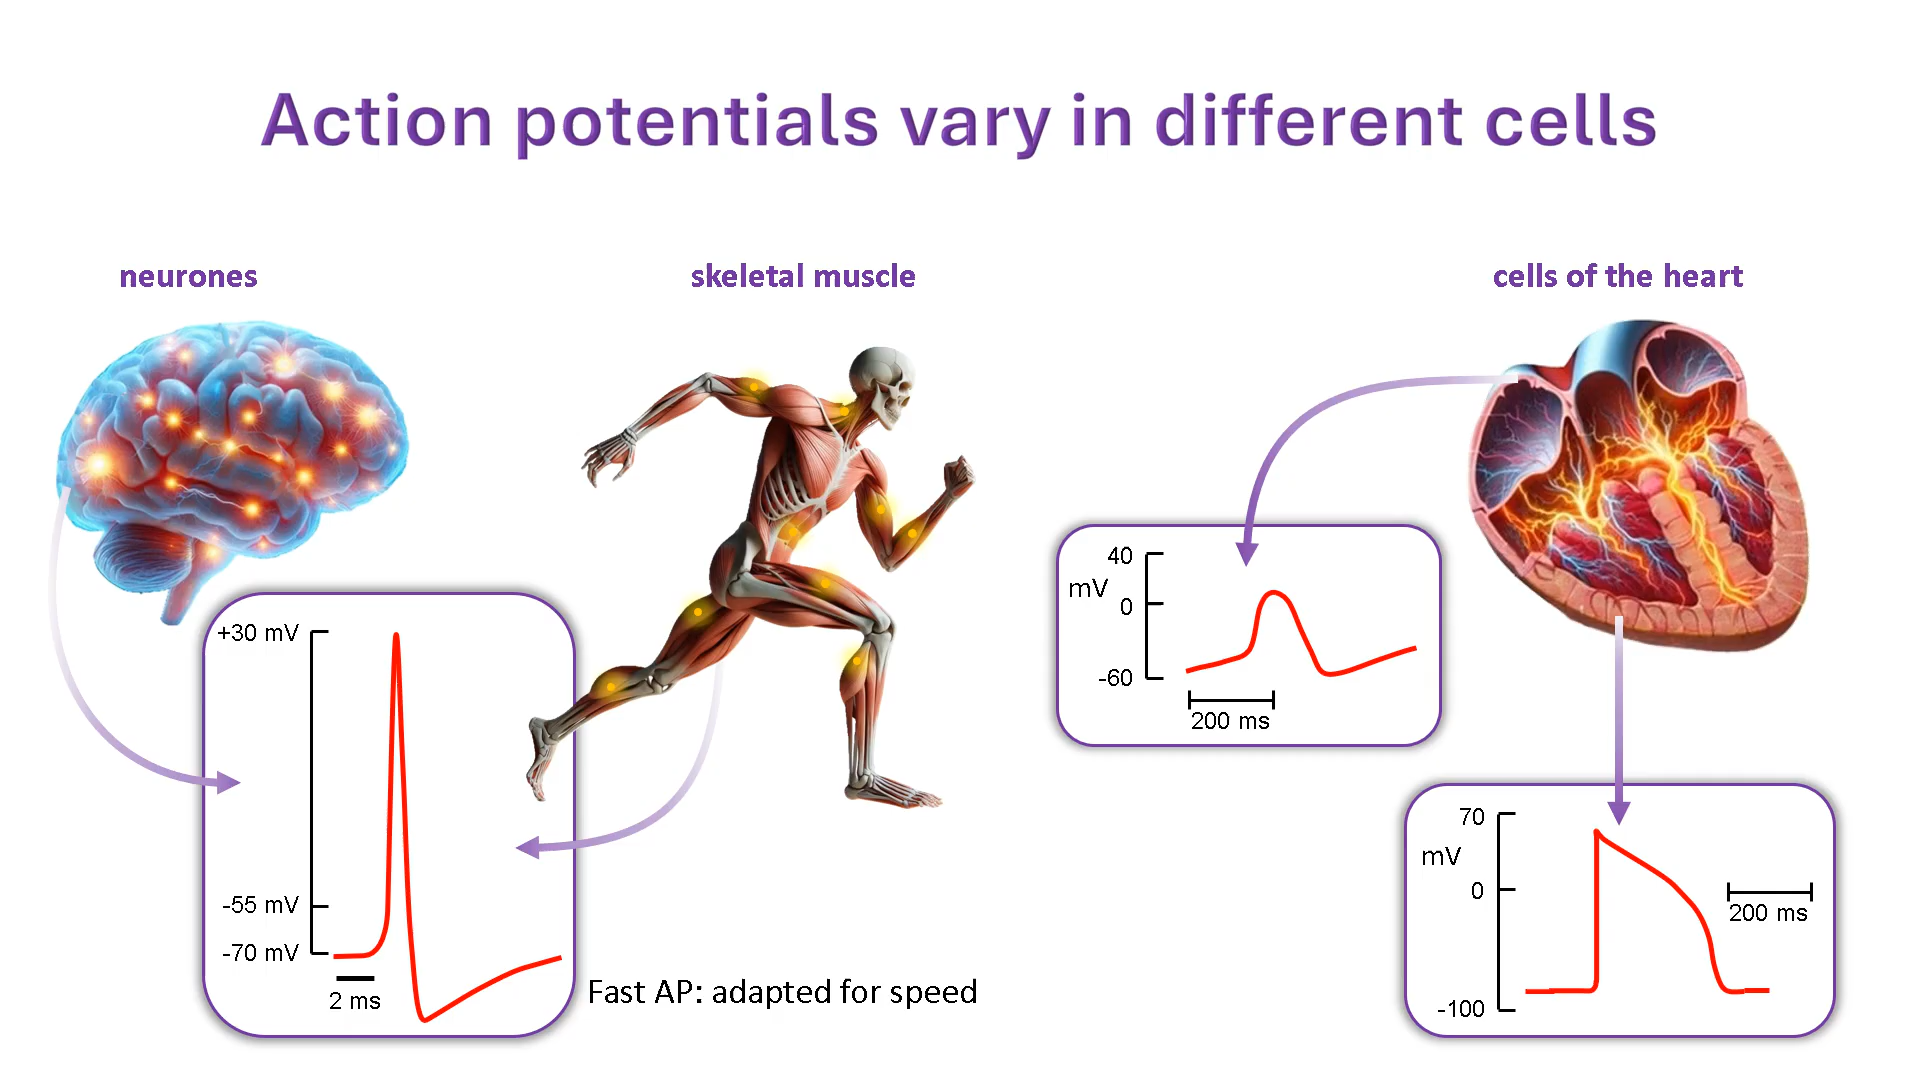 Action potentials vary in different cells
neurones
skeletal muscle
cells of the heart
+30 mV
-55 mV
-70 mV
2 ms
Fast AP: adapted for speed
40
mV
0
-60
200 ms
70
mV
0
200 ms
-100